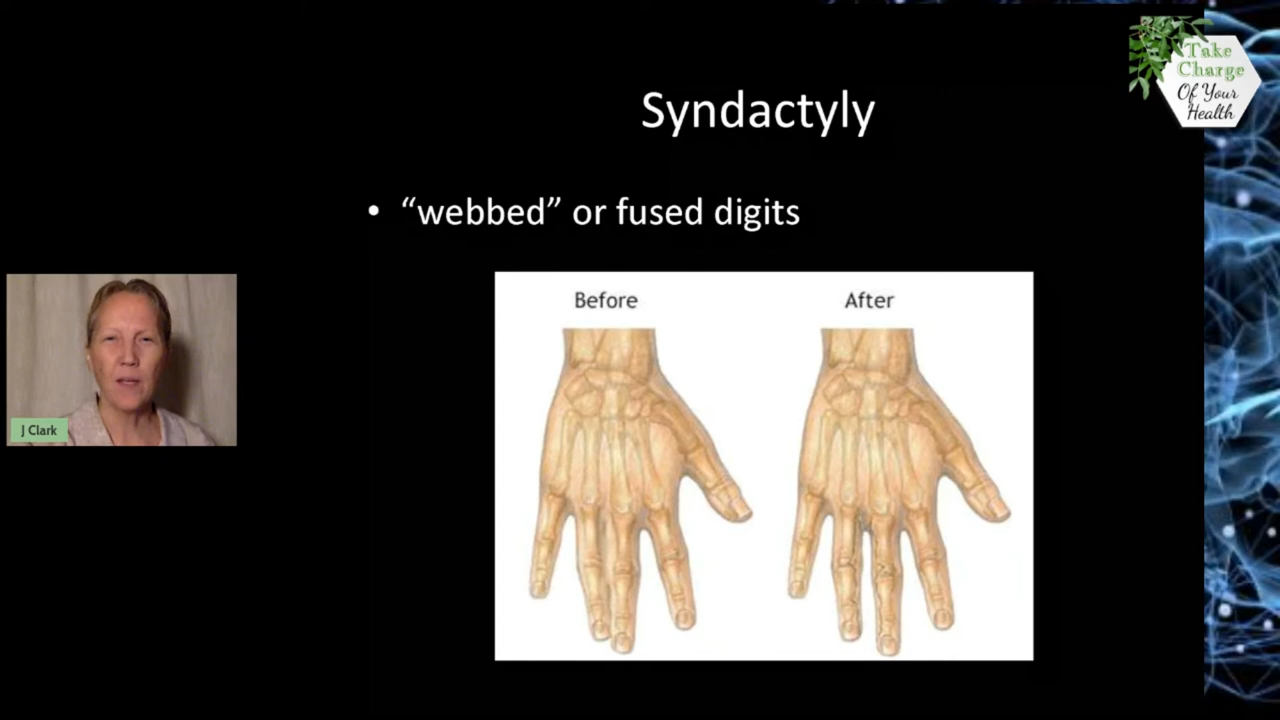 Syndactyly
• “webbed” or fused digits
Before
After
J Clark
Take
Charge
Of Your
Health